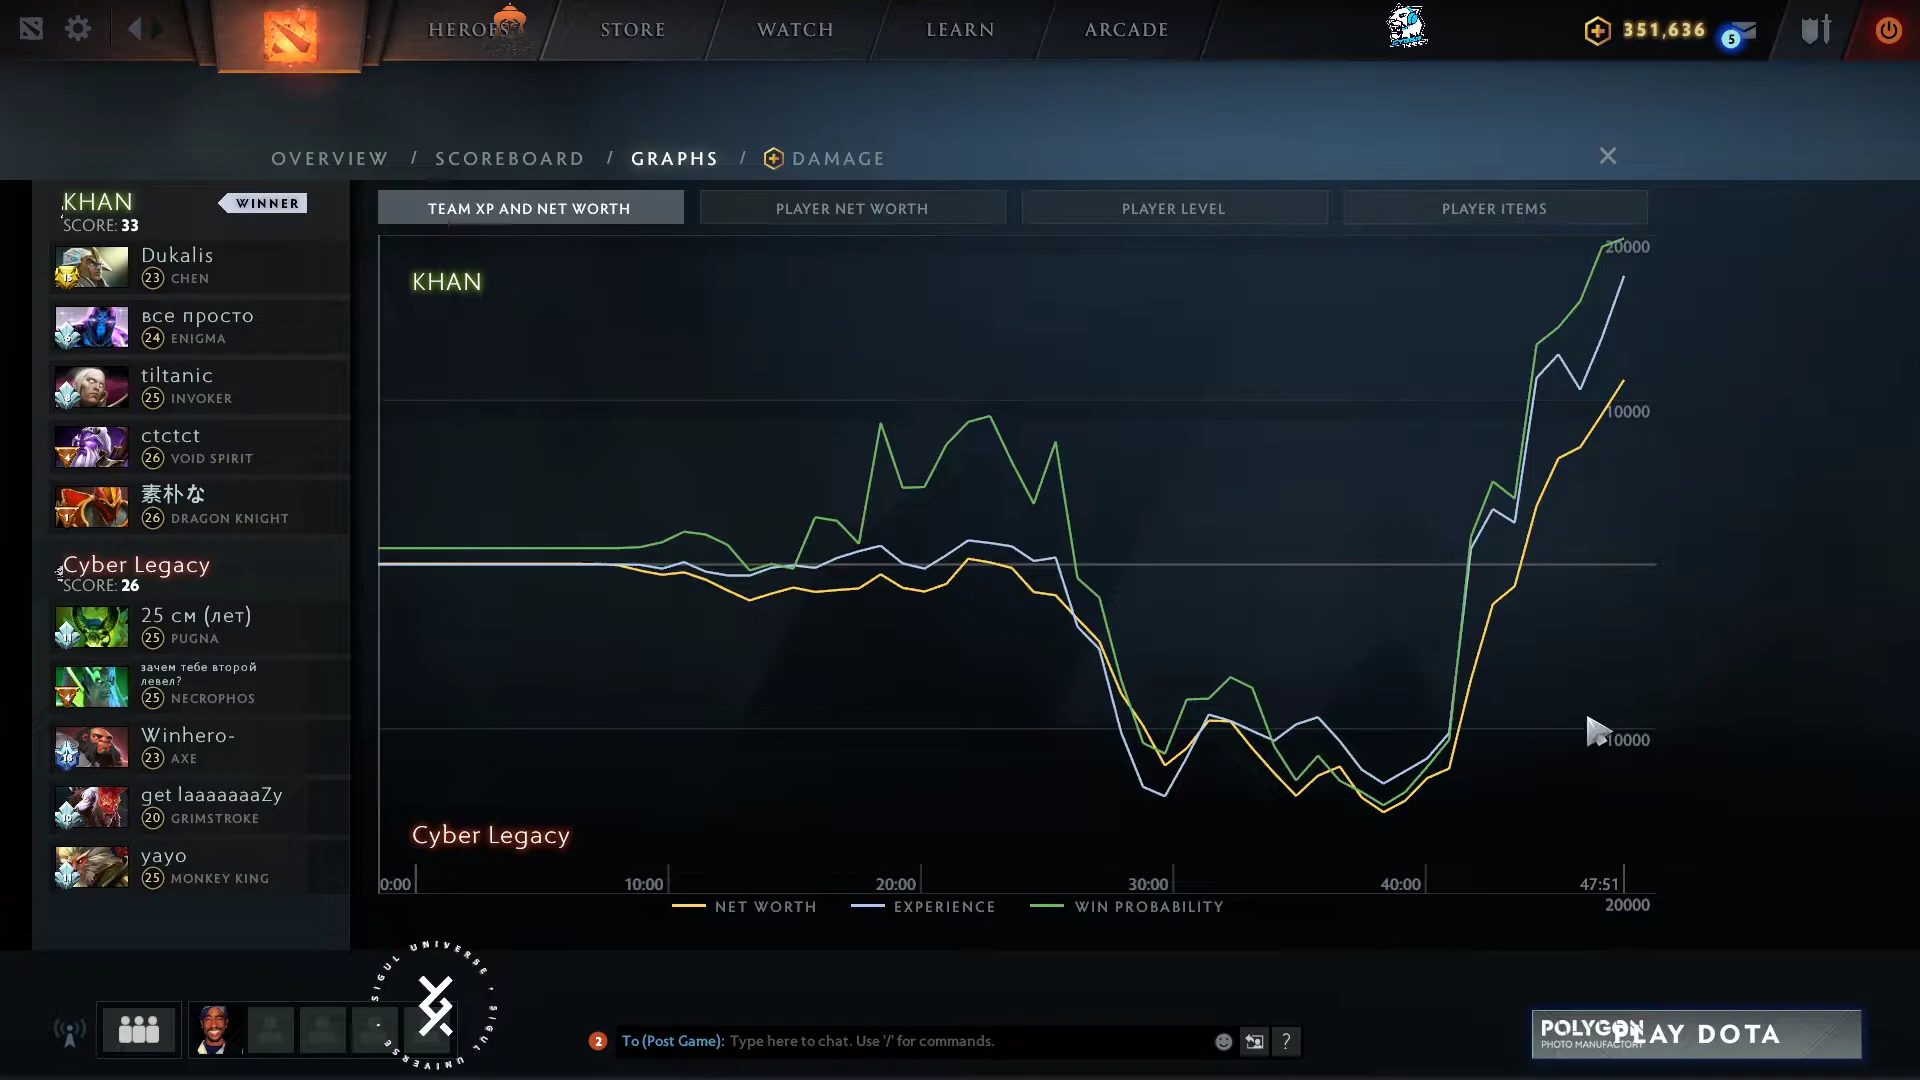 HEROES
STORE
WATCH
LEARN
ARCADE
351,636
5
OVERVIEW / SCOREBOARD / GRAPHS / DAMAGE
KHAN
WINNER
SCORE: 33
Dukalis
23 CHEN
все просто
24 ENIGMA
tiltanic
25 INVOKER
ctctct
26 VOID SPIRIT
素朴な
26 DRAGON KNIGHT
Cyber Legacy
SCORE: 26
25 см (лет)
25 PUGNA
зачем тебе второй
левел?
25 NECROPHOS
Winhero-
23 AXE
get laaaaaaaZy
20 GRIMSTROKE
yayo
25 MONKEY KING
TEAM XP AND NET WORTH
PLAYER NET WORTH
PLAYER LEVEL
PLAYER ITEMS
KHAN
20000
10000
10000
Cyber Legacy
0:00
10:00
20:00
30:00
40:00
47:51
20000
NET WORTH
EXPERIENCE
WIN PROBABILITY
SIGUL UNIVERSE · SIGUL UNIVERSE ·
2
To (Post Game): Type here to chat. Use '/' for commands.
?
POLYGON
PHOTO MANUFACTORY
PLAY DOTA